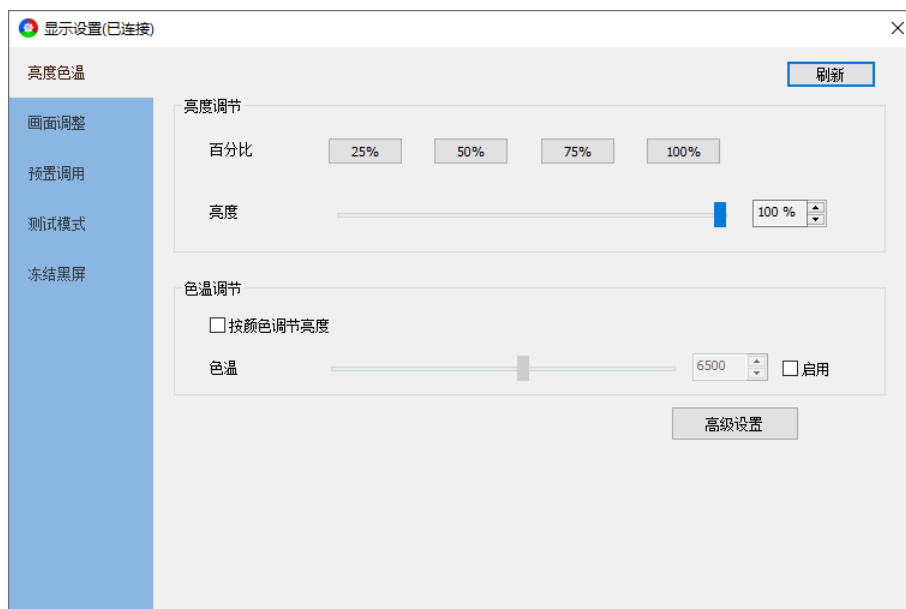 显示设置(已连接)
亮度色温
刷新
画面调整
预置调用
测试模式
冻结黑屏
亮度调节
百分比 25% 50% 75% 100%
亮度 100 %
色温调节
按颜色调节亮度
色温 6500 启用
高级设置